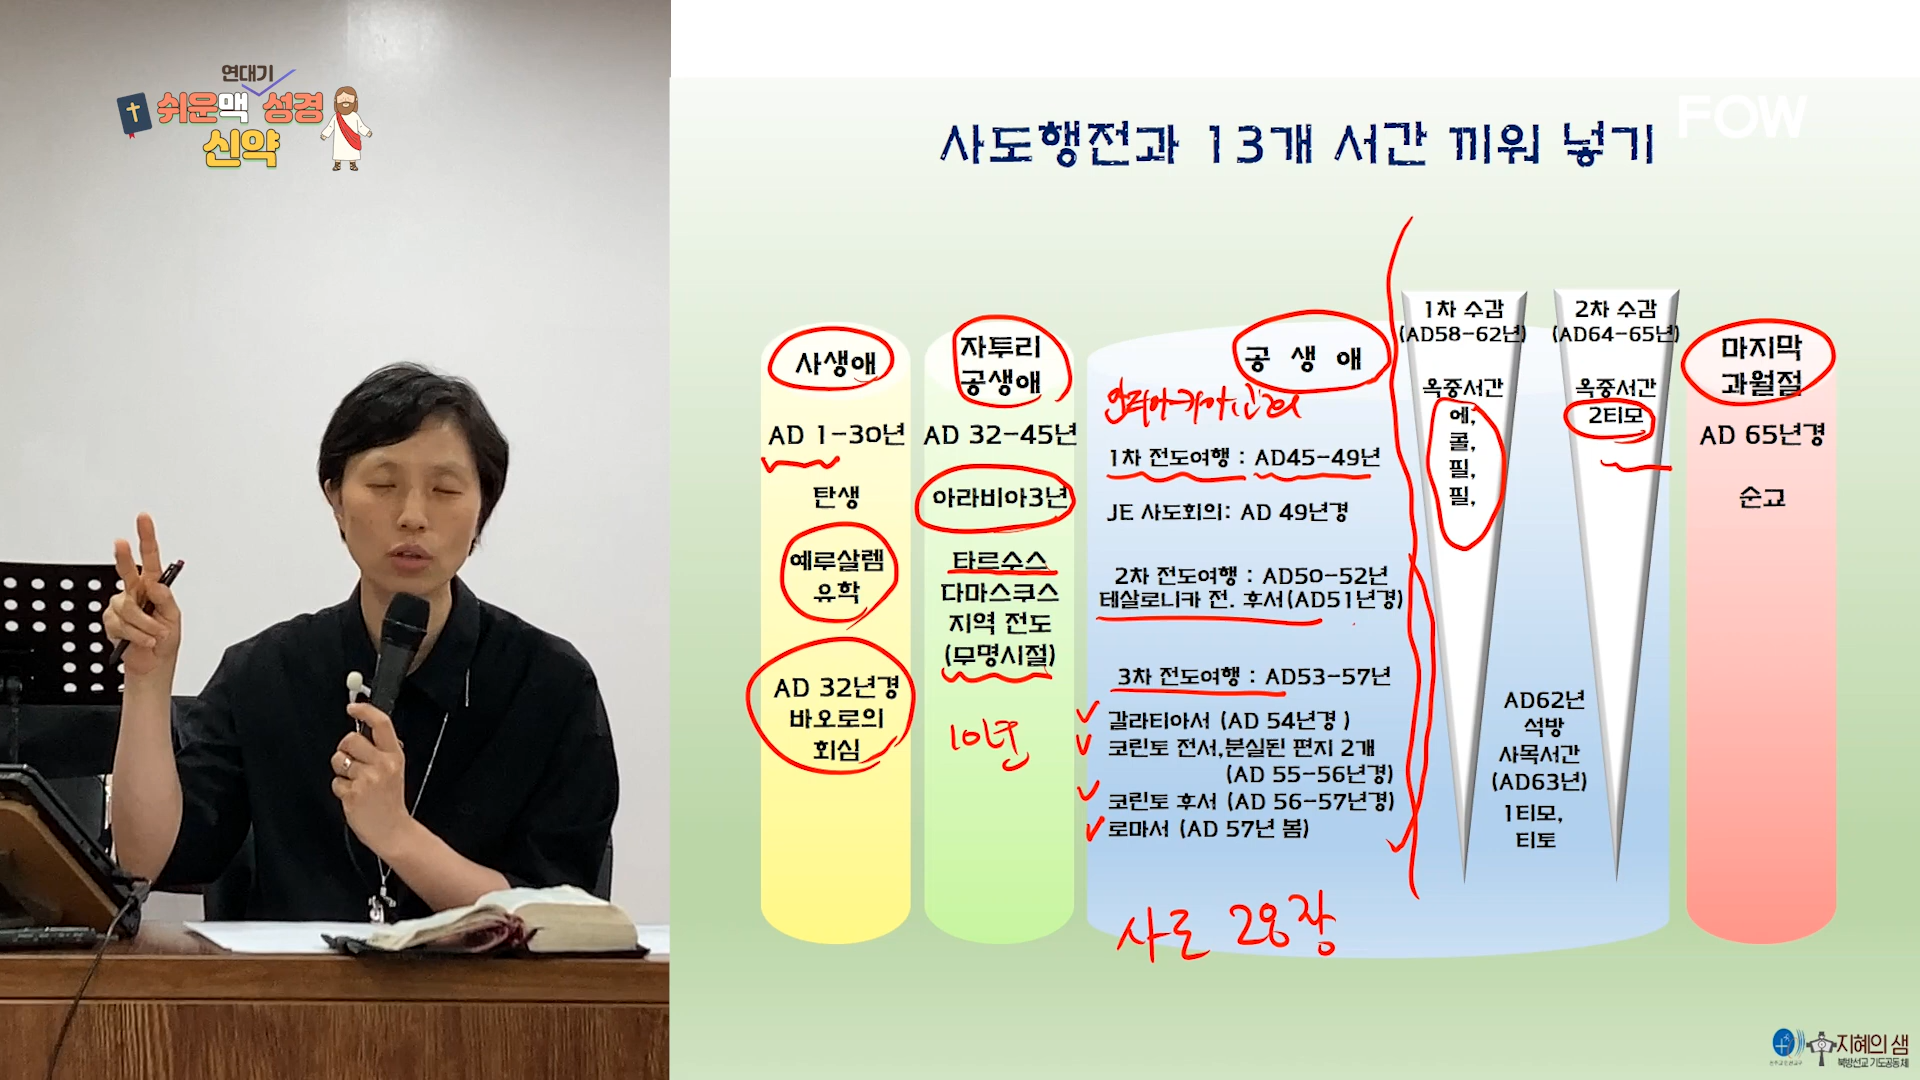 연대기
쉬운맥 성경
신약
FOW
사도행전과 13개 서간 끼워 넣기
사생애
AD 1-30년
탄생
예루살렘
유학
AD 32년경
바오로의
회심
자투리
공생애
AD 32-45년
아라비아3년
타르수스
다마스쿠스
지역 전도
(무명시절)
10년
공 생 애
1차 전도여행 : AD45-49년
JE 사도회의: AD 49년경
2차 전도여행 : AD50-52년
테살로니카 전. 후서(AD51년경)
3차 전도여행 : AD53-57년
갈라티아서 (AD 54년경 )
코린토 전서,분실된 편지 2개
(AD 55-56년경)
코린토 후서 (AD 56-57년경)
로마서 (AD 57년 봄)
사도 28장
1차 수감
(AD58-62년)
옥중서간
에,
콜,
필,
필,
2차 수감
(AD64-65년)
옥중서간
2티모
AD62년
석방
사목서간
(AD63년)
1티모,
티토
마지막
과월절
AD 65년경
순교
지혜의 샘
북방선교 기도공동체